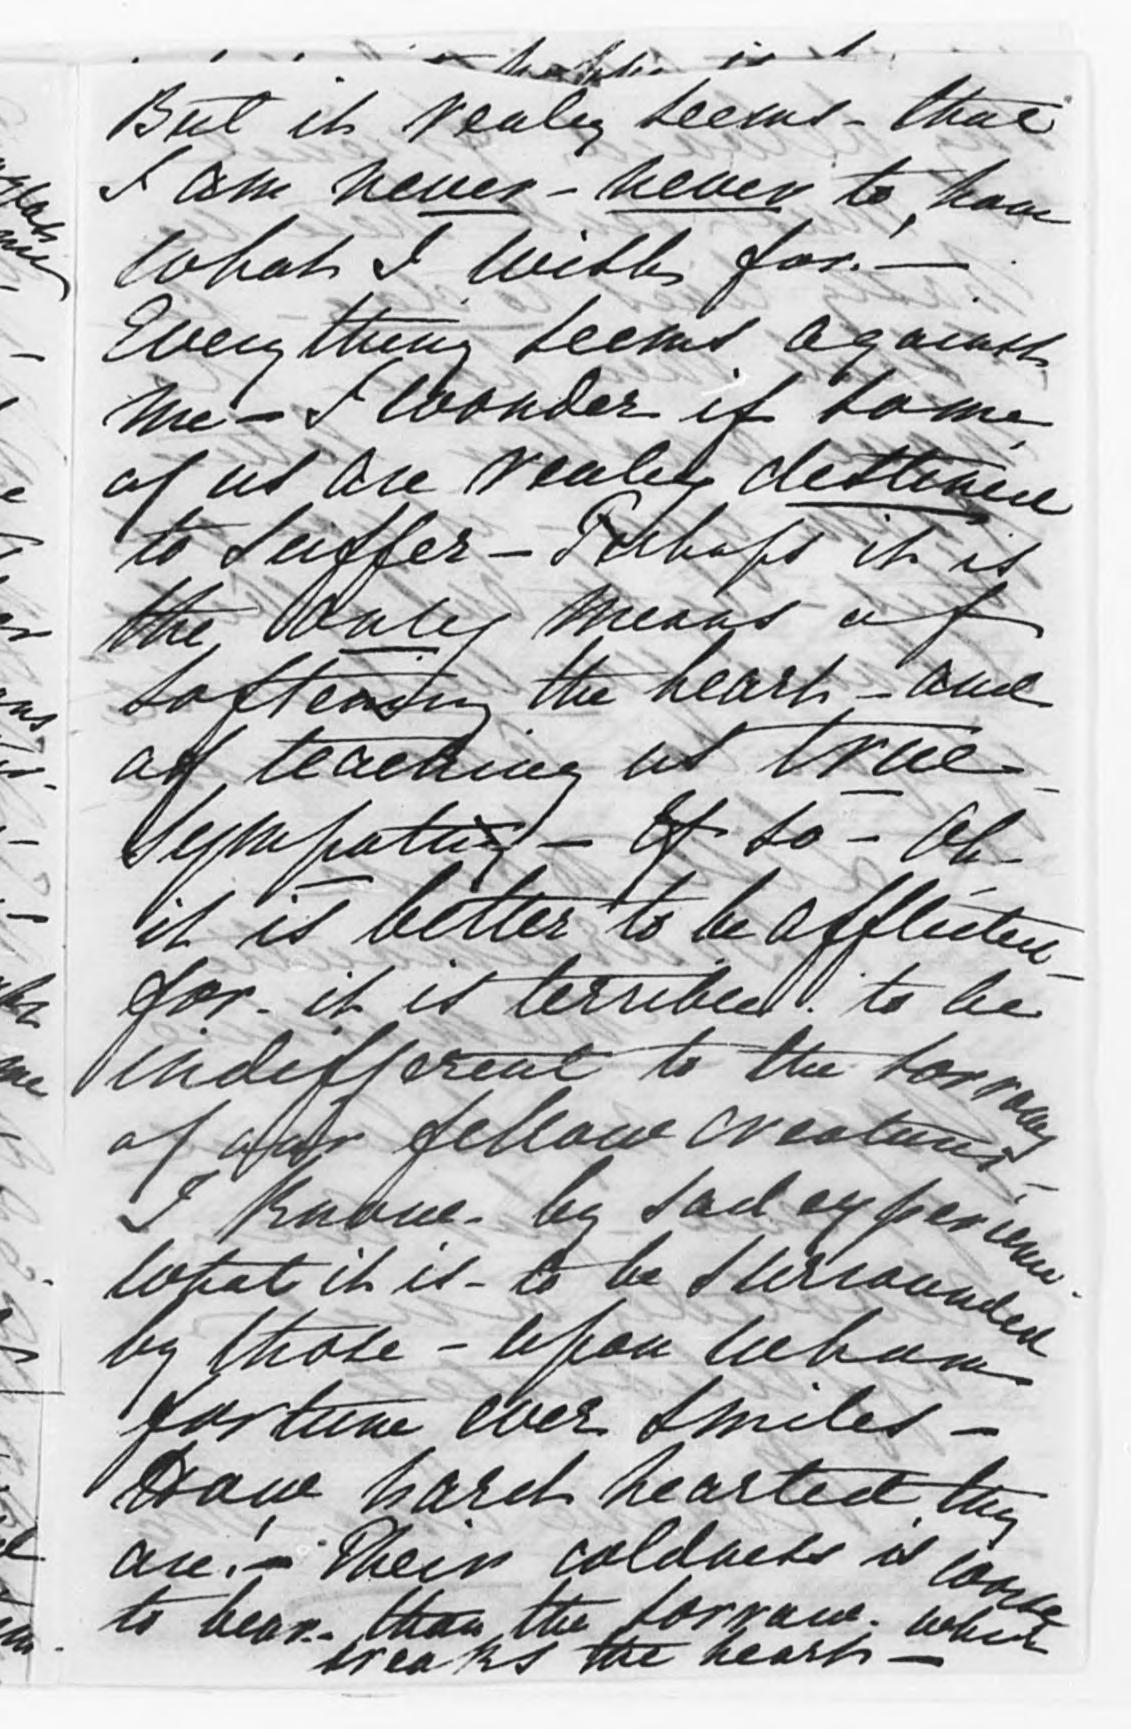 But it really seems - that
I am never - never to have
what I wish for. —
Everything seems against
me - I wonder if some
of us are really destined
to suffer - Perhaps it is
the only means of
softening the heart - and
of teaching us true
sympathy - If so - oh -
it is better to be afflicted -
for - it is terrible. to be
indifferent to the sorrows
of our fellow creatures -
I know - by sad experience
what it is - to be surrounded
by those - upon whom
fortune ever smiles -
How hard hearted they
are! - Their coldness is worse
to bear - than the sorrow - which
breaks the heart -